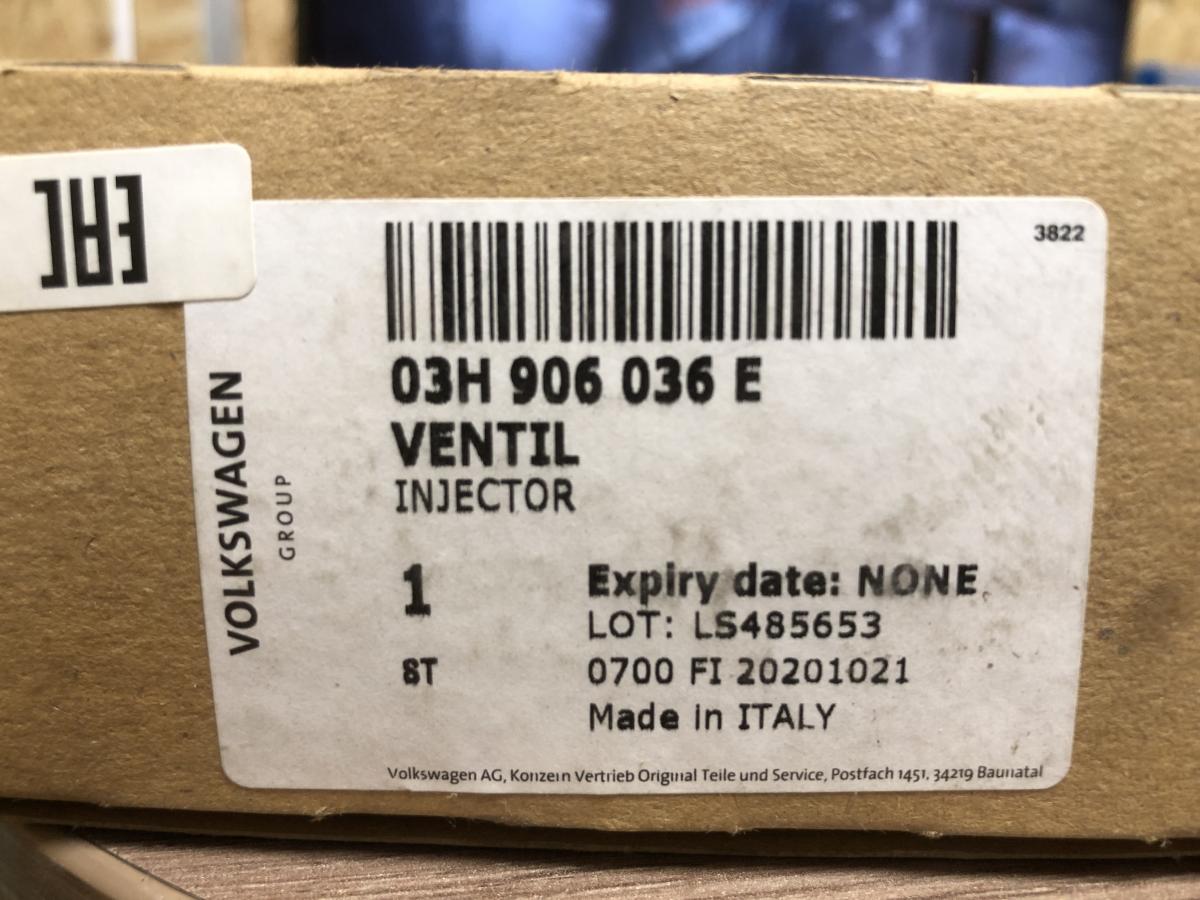 3822
03H 906 036 E
VENTIL
INJECTOR
1
Expiry date: NONE
LOT: LS485653
ST
0700 FI 20201021
Made in ITALY
VOLKSWAGEN
GROUP
Volkswagen AG, Konzern Vertrieb Original Teile und Service, Postfach 1451, 34219 Baunatal